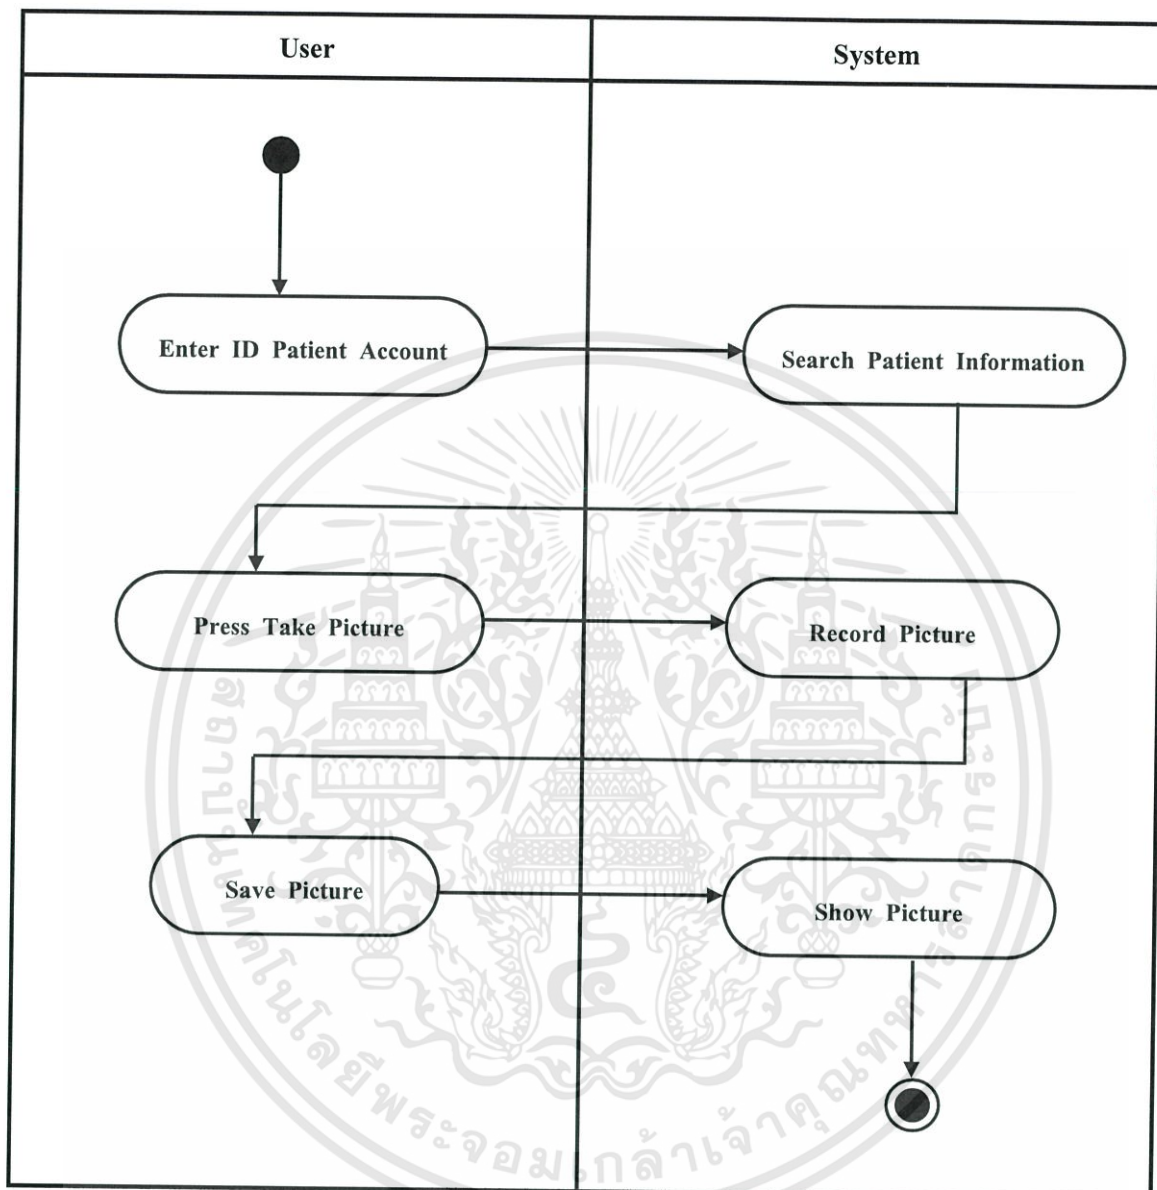 User
System
Enter ID Patient Account
Search Patient Information
Press Take Picture
Record Picture
Save Picture
Show Picture